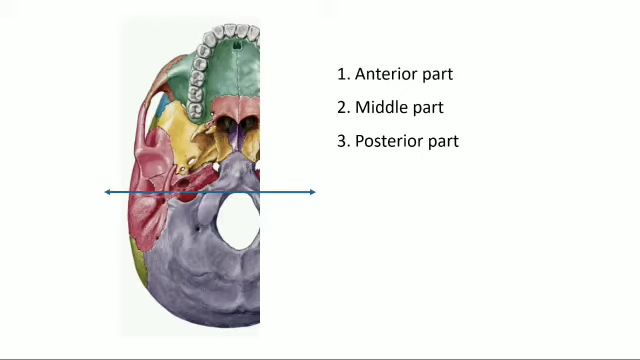 1. Anterior part
2. Middle part
3. Posterior part